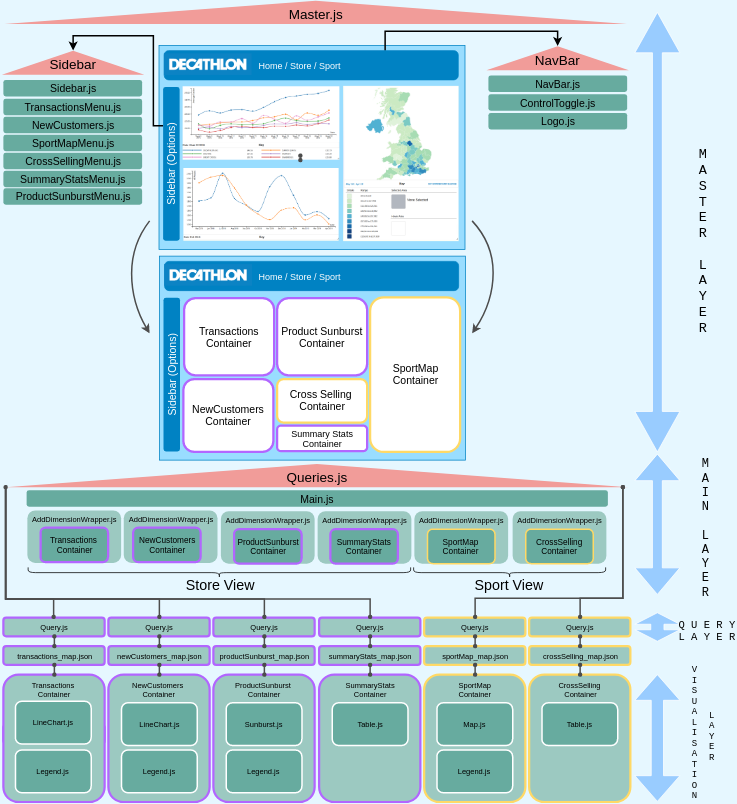 Master.js
Sidebar
Sidebar.js
TransactionsMenu.js
NewCustomers.js
SportMapMenu.js
CrossSellingMenu.js
SummaryStatsMenu.js
ProductSunburstMenu.js
DECATHLON
Home / Store / Sport
Sidebar (Options)
NavBar
NavBar.js
ControlToggle.js
Logo.js
MASTER LAYER
DECATHLON
Home / Store / Sport
Sidebar (Options)
Transactions
Container
Product Sunburst
Container
SportMap
Container
NewCustomers
Container
Cross Selling
Container
Summary Stats
Container
Queries.js
Main.js
AddDimensionWrapper.js
Transactions
Container
AddDimensionWrapper.js
NewCustomers
Container
AddDimensionWrapper.js
ProductSunburst
Container
AddDimensionWrapper.js
SummaryStats
Container
AddDimensionWrapper.js
SportMap
Container
AddDimensionWrapper.js
CrossSelling
Container
Store View
Sport View
MAIN LAYER
Query.js
Query.js
Query.js
Query.js
Query.js
Query.js
QUERY
LAYER
transactions_map.json
newCustomers_map.json
productSunburst_map.json
summaryStats_map.json
sportMap_map.json
crossSelling_map.json
Transactions
Container
LineChart.js
Legend.js
NewCustomers
Container
LineChart.js
Legend.js
ProductSunburst
Container
Sunburst.js
Legend.js
SummaryStats
Container
Table.js
SportMap
Container
Map.js
Legend.js
CrossSelling
Container
Table.js
VISUALISATION
LAYER